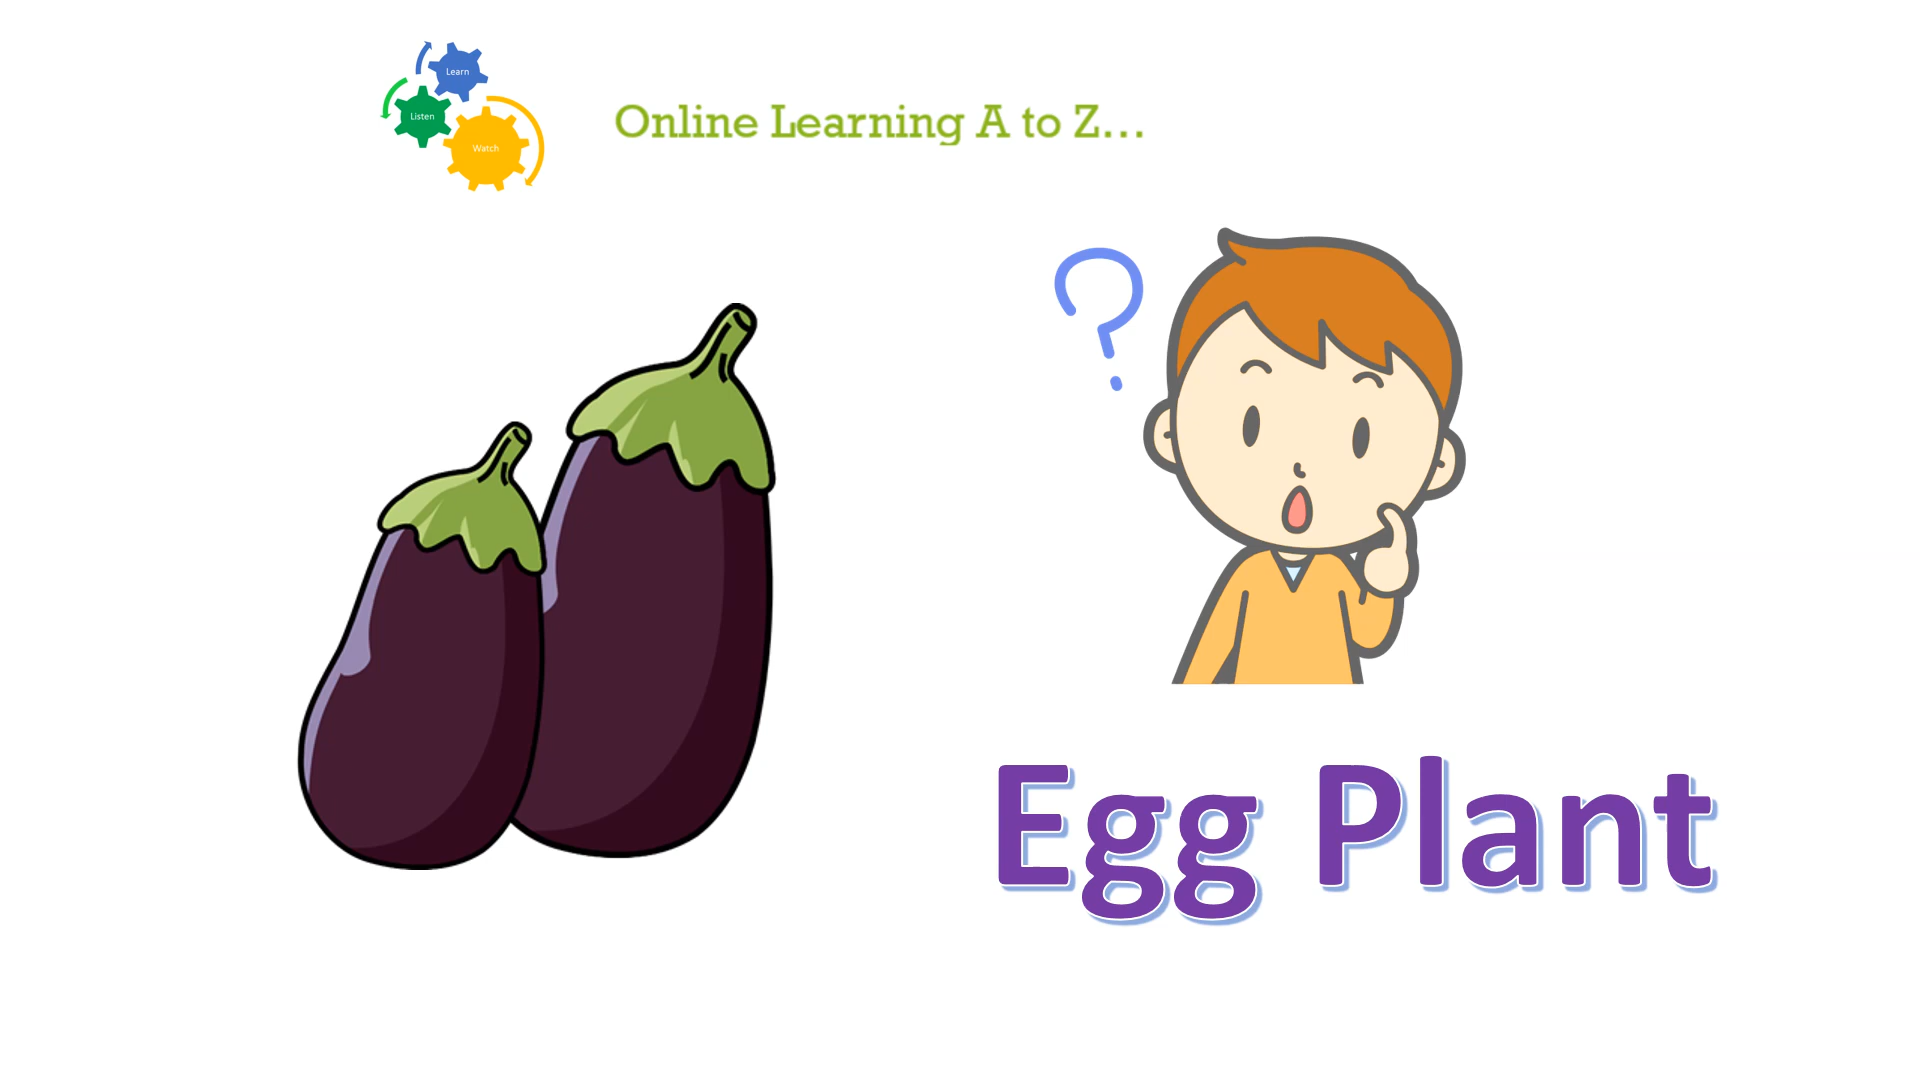 Learn
Listen
Watch
Online Learning A to Z...
Egg Plant